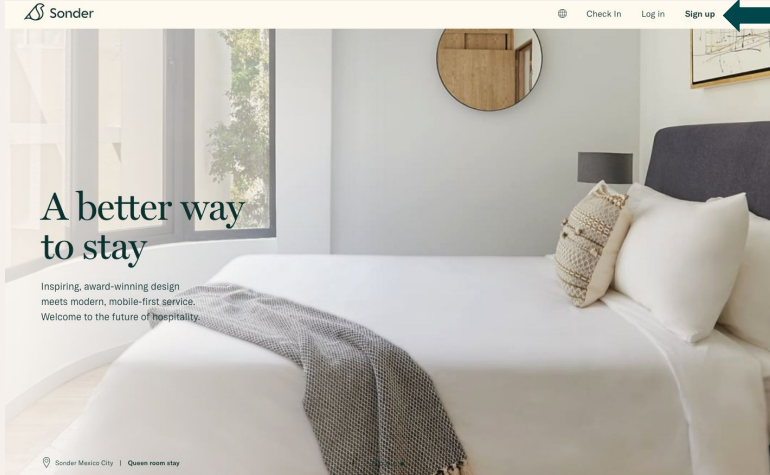 Sonder
Check In
Log in
Sign up
A better way
to stay
Inspiring, award-winning design
meets modern, mobile-first service.
Welcome to the future of hospitality.
Sonder Mexico City | Queen room stay